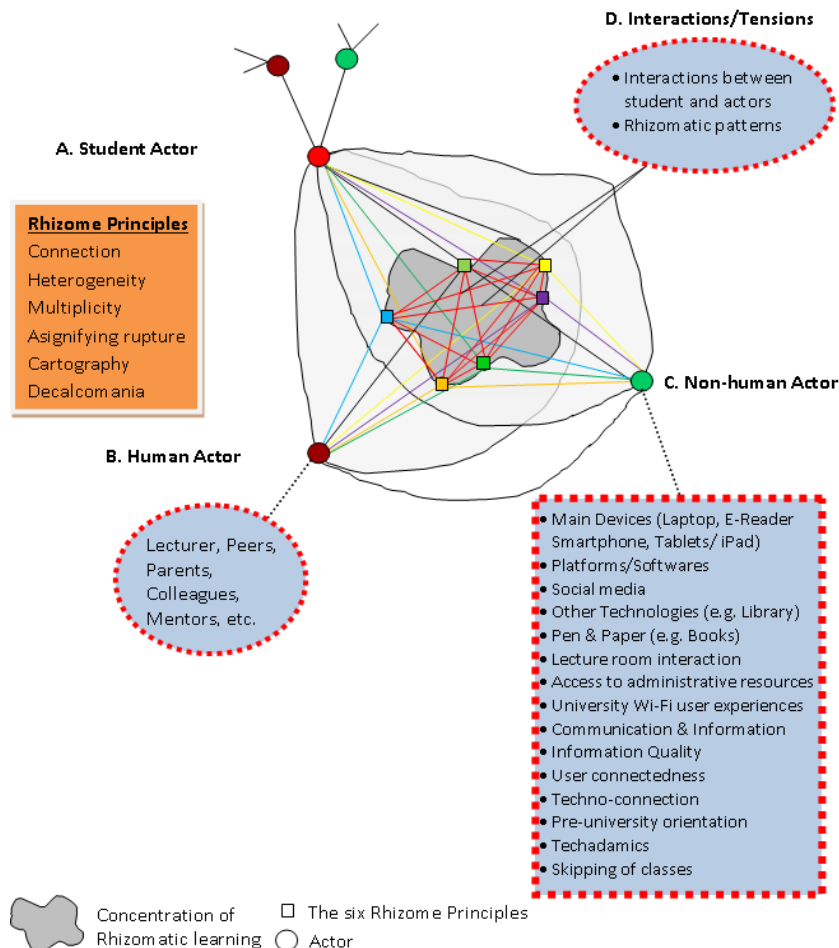 D. Interactions/Tensions
• Interactions between
student and actors
• Rhizomatic patterns
A. Student Actor
Rhizome Principles
Connection
Heterogeneity
Multiplicity
Asignifying rupture
Cartography
Decalcomania
C. Non-human Actor
B. Human Actor
Lecturer, Peers,
Parents,
Colleagues,
Mentors, etc.
• Main Devices (Laptop, E-Reader
Smartphone, Tablets/ iPad)
• Platforms/Softwares
• Social media
• Other Technologies (e.g. Library)
• Pen & Paper (e.g. Books)
• Lecture room interaction
• Access to administrative resources
• University Wi-Fi user experiences
• Communication & Information
• Information Quality
• User connectedness
• Techno-connection
• Pre-university orientation
• Techadamics
• Skipping of classes
Concentration of
Rhizomatic learning
The six Rhizome Principles
Actor